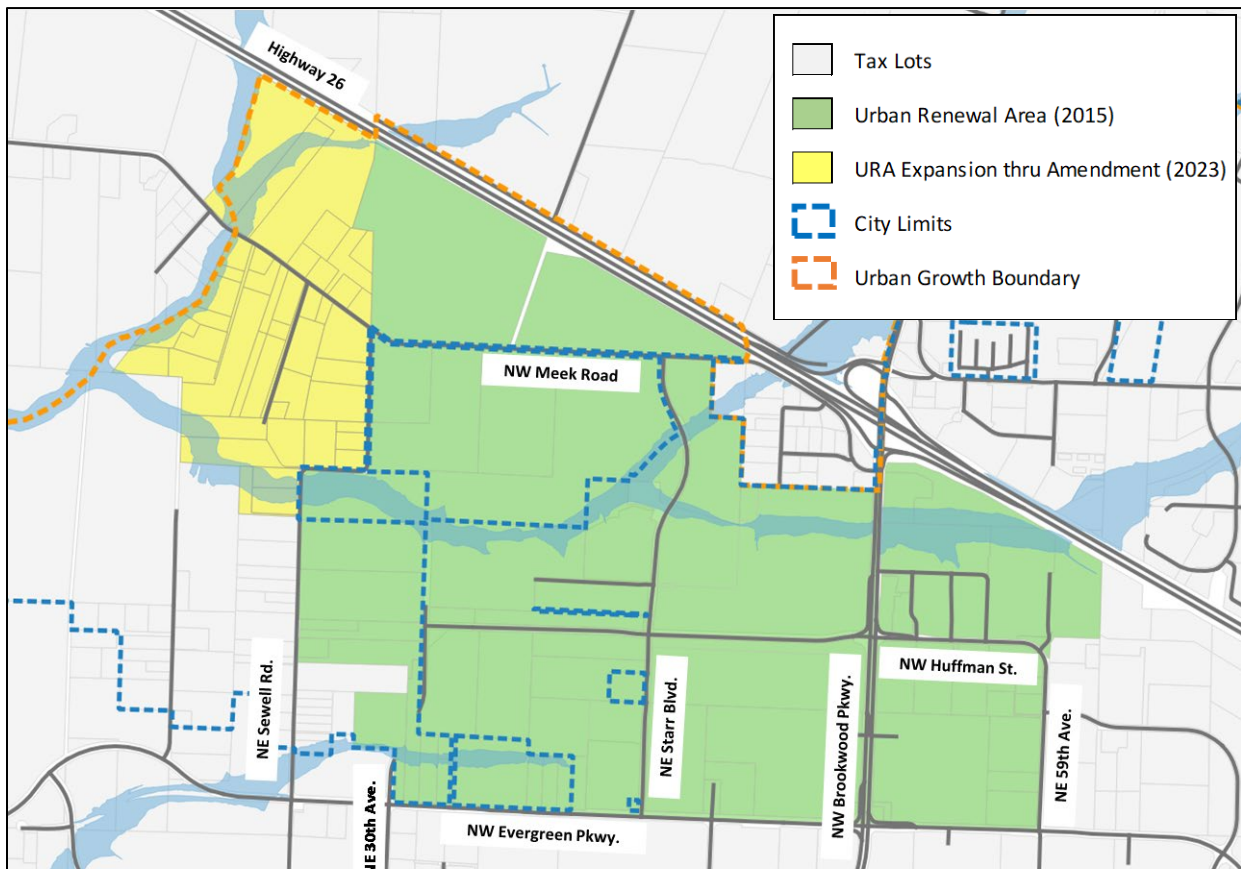 Highway 26
Tax Lots
Urban Renewal Area (2015)
URA Expansion thru Amendment (2023)
City Limits
Urban Growth Boundary
NW Meek Road
NW Huffman St.
NE Sewell Rd.
NE Starr Blvd.
NW Brookwood Pkwy.
NE 59th Ave.
NE 30th Ave.
NW Evergreen Pkwy.